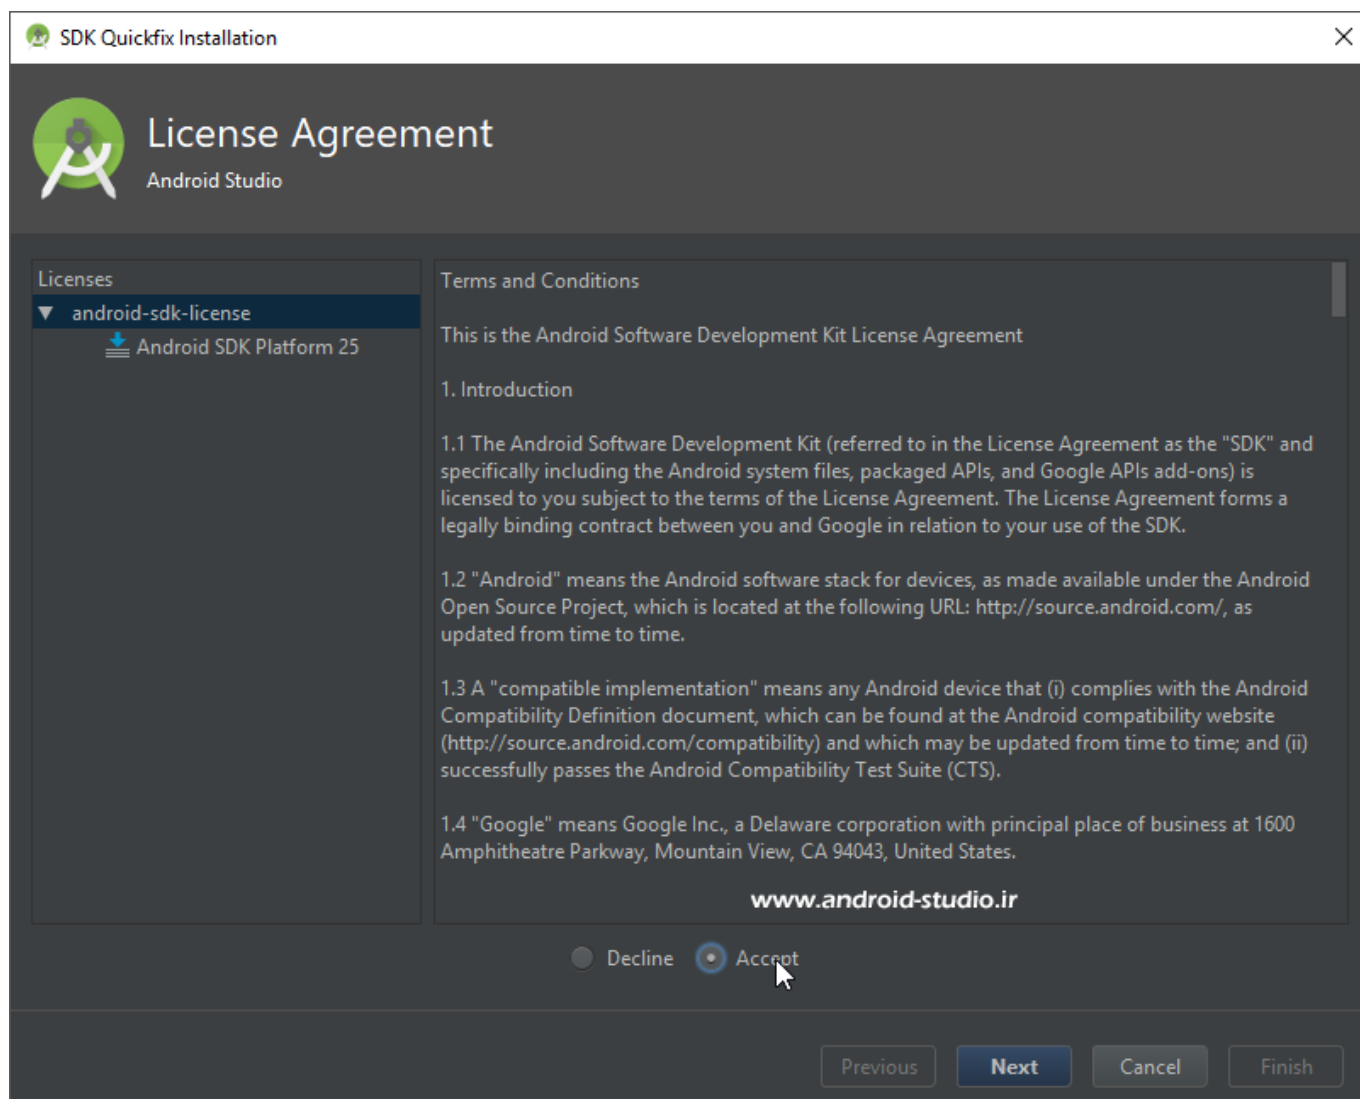 SDK Quickfix Installation
License Agreement
Android Studio
Licenses
android-sdk-license
Android SDK Platform 25
Terms and Conditions
This is the Android Software Development Kit License Agreement
1. Introduction
1.1 The Android Software Development Kit (referred to in the License Agreement as the "SDK" and
specifically including the Android system files, packaged APIs, and Google APIs add-ons) is
licensed to you subject to the terms of the License Agreement. The License Agreement forms a
legally binding contract between you and Google in relation to your use of the SDK.
1.2 "Android" means the Android software stack for devices, as made available under the Android
Open Source Project, which is located at the following URL: http://source.android.com/, as
updated from time to time.
1.3 A "compatible implementation" means any Android device that (i) complies with the Android
Compatibility Definition document, which can be found at the Android compatibility website
(http://source.android.com/compatibility) and which may be updated from time to time; and (ii)
successfully passes the Android Compatibility Test Suite (CTS).
1.4 "Google" means Google Inc., a Delaware corporation with principal place of business at 1600
Amphitheatre Parkway, Mountain View, CA 94043, United States.
www.android-studio.ir
Decline Accept
Previous Next Cancel Finish